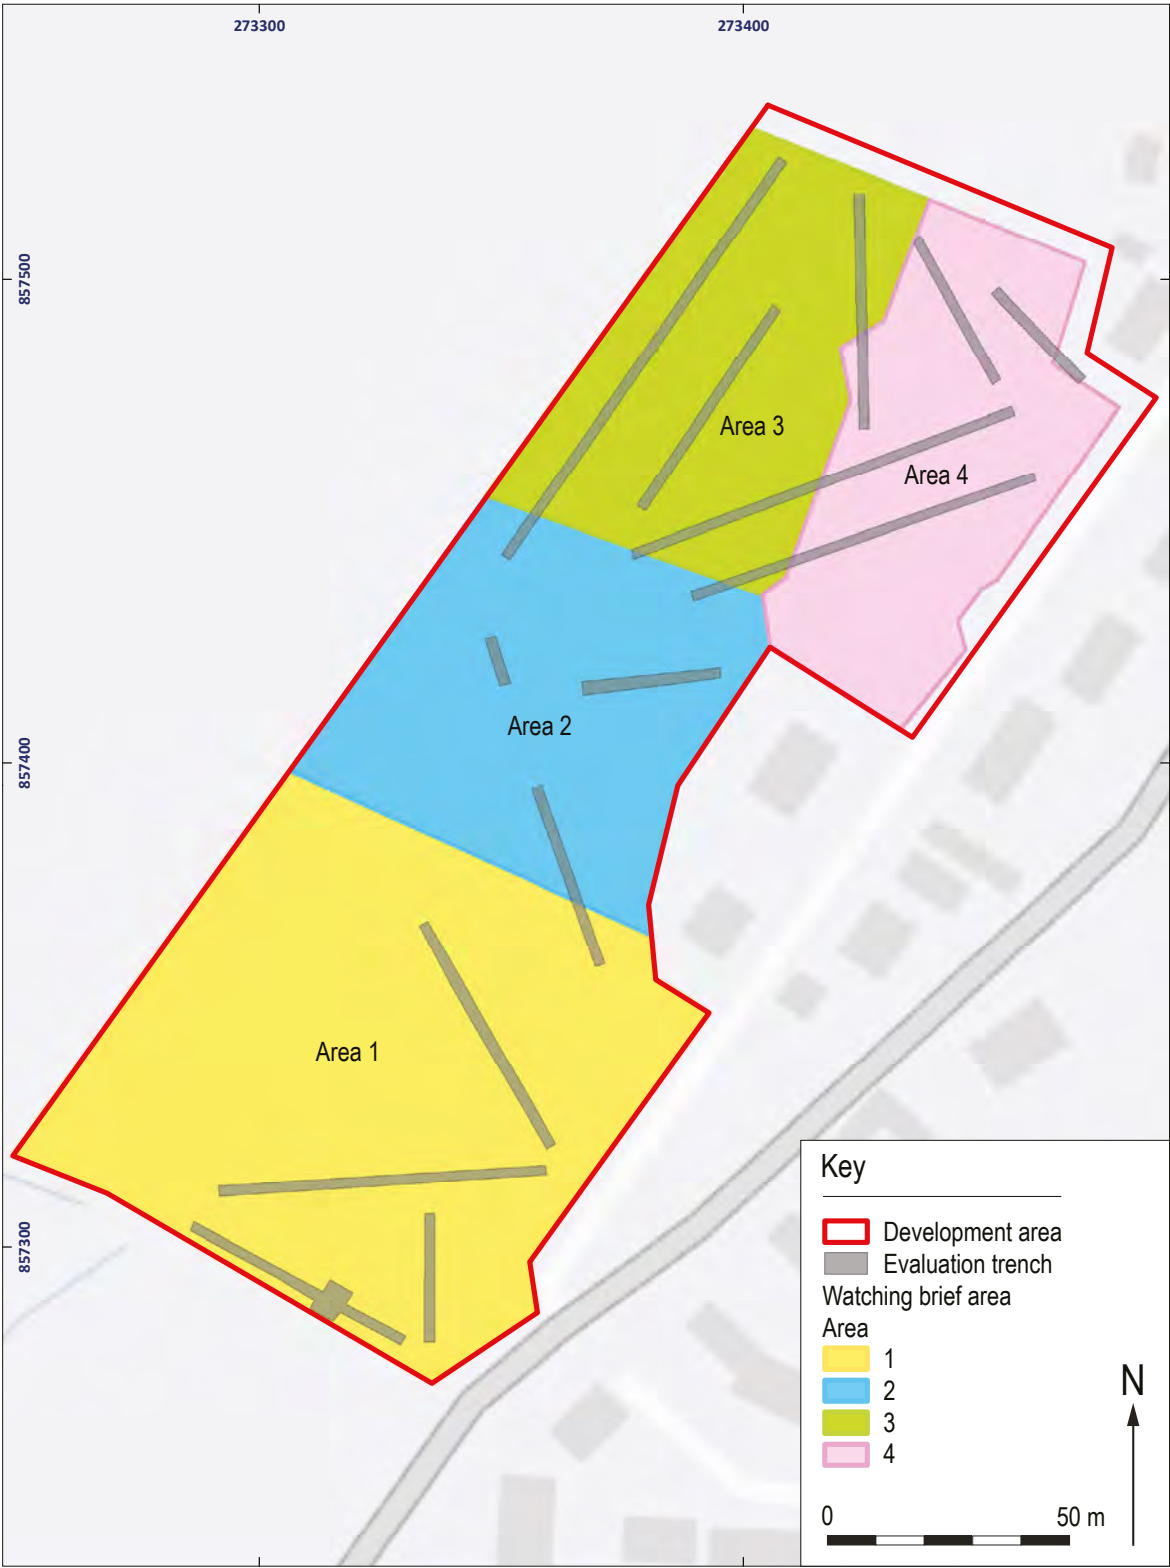 273300
273400
857500
Area 3
Area 4
Area 2
857400
Area 1
857300
Key
Development area
Evaluation trench
Watching brief area
Area
1
2
3
4
N
0
50 m